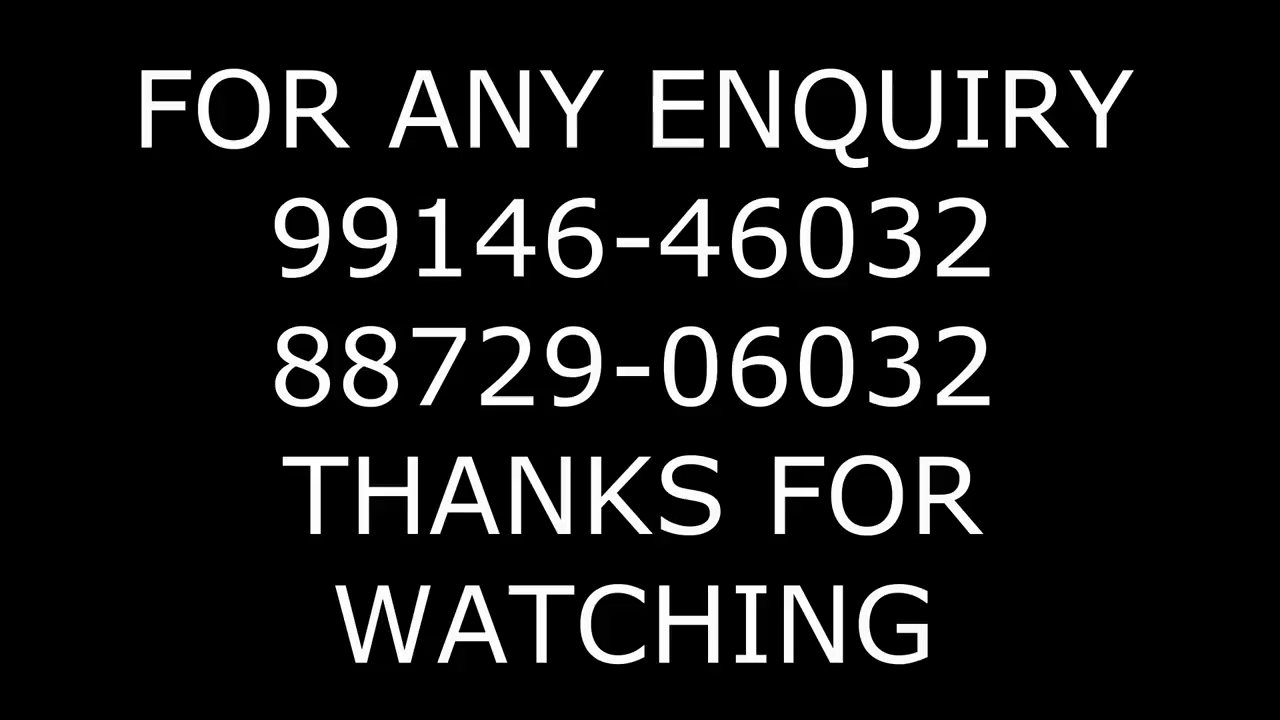 FOR ANY ENQUIRY
99146-46032
88729-06032
THANKS FOR
WATCHING